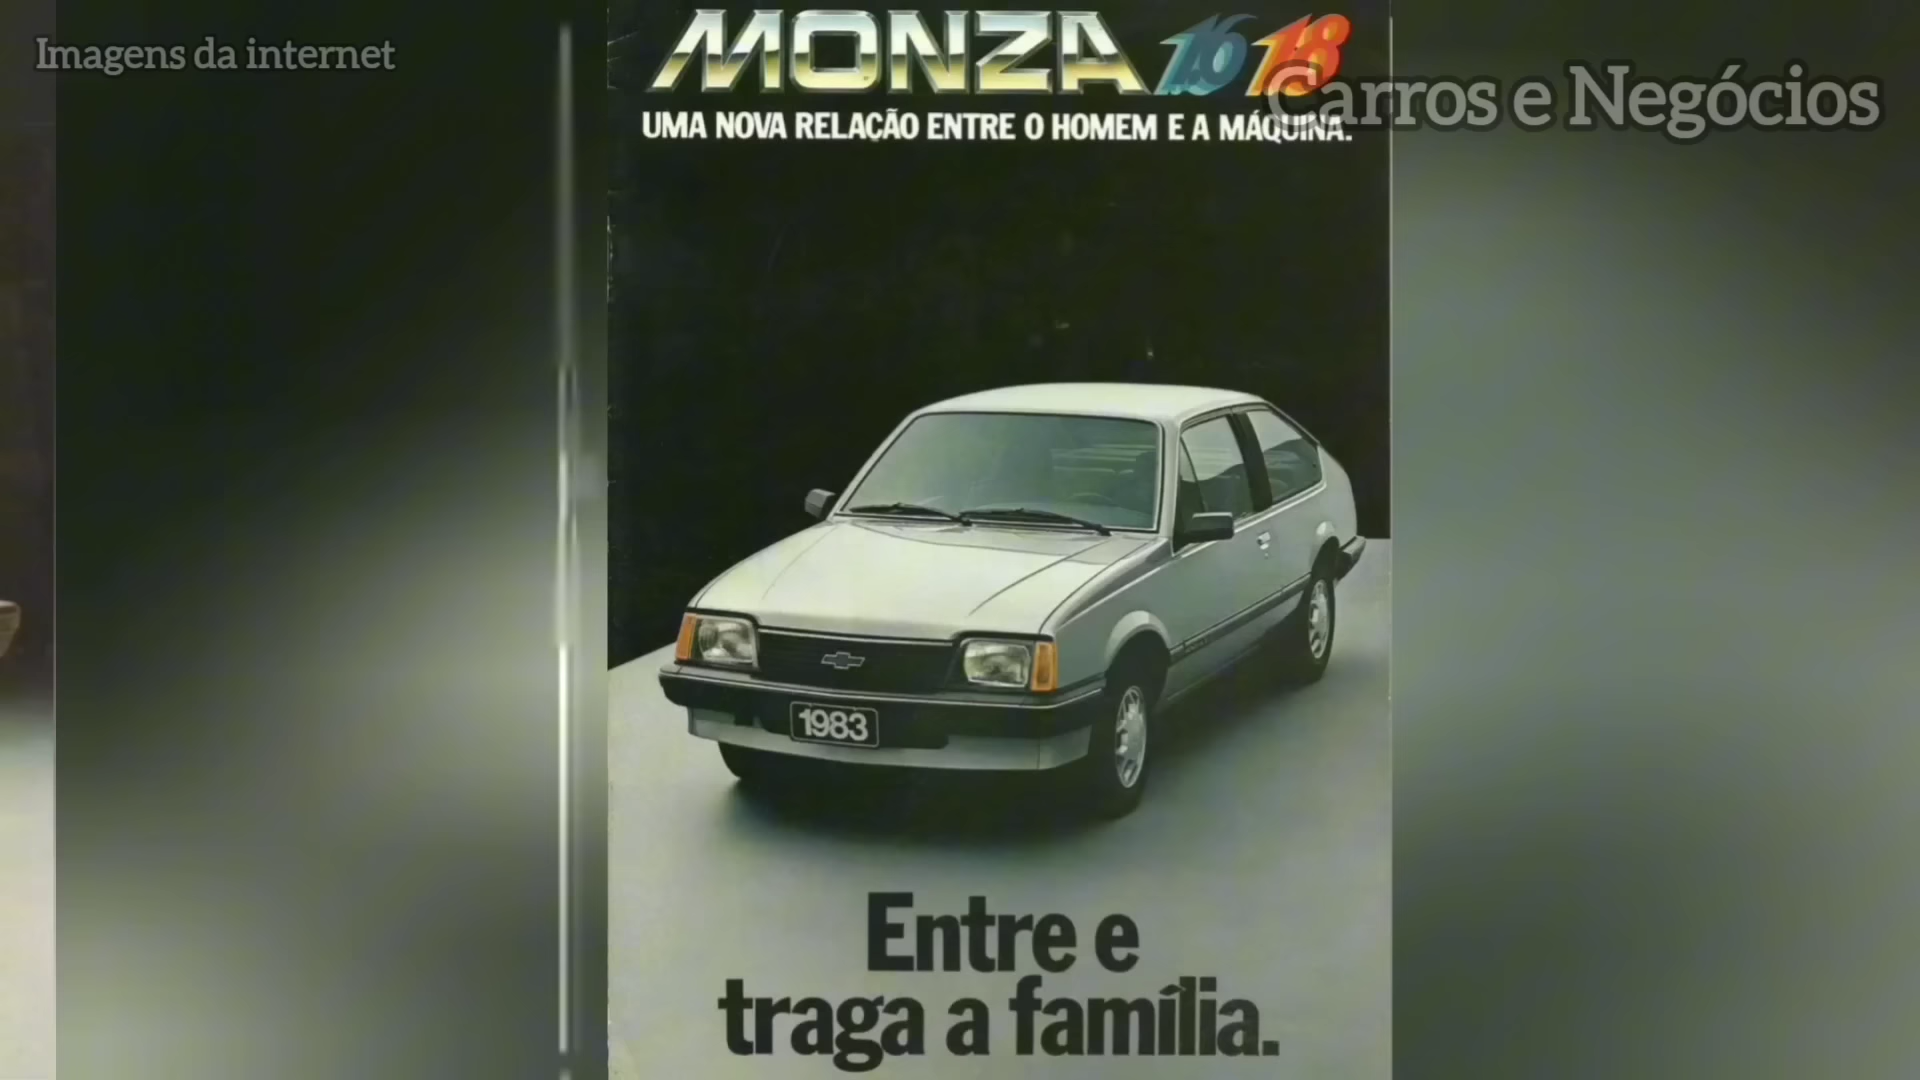 Imagens da internet
MONZA 1.6 1.8
Carros e Negócios
UMA NOVA RELAÇÃO ENTRE O HOMEM E A MÁQUINA.
1983
Entre e
traga a família.